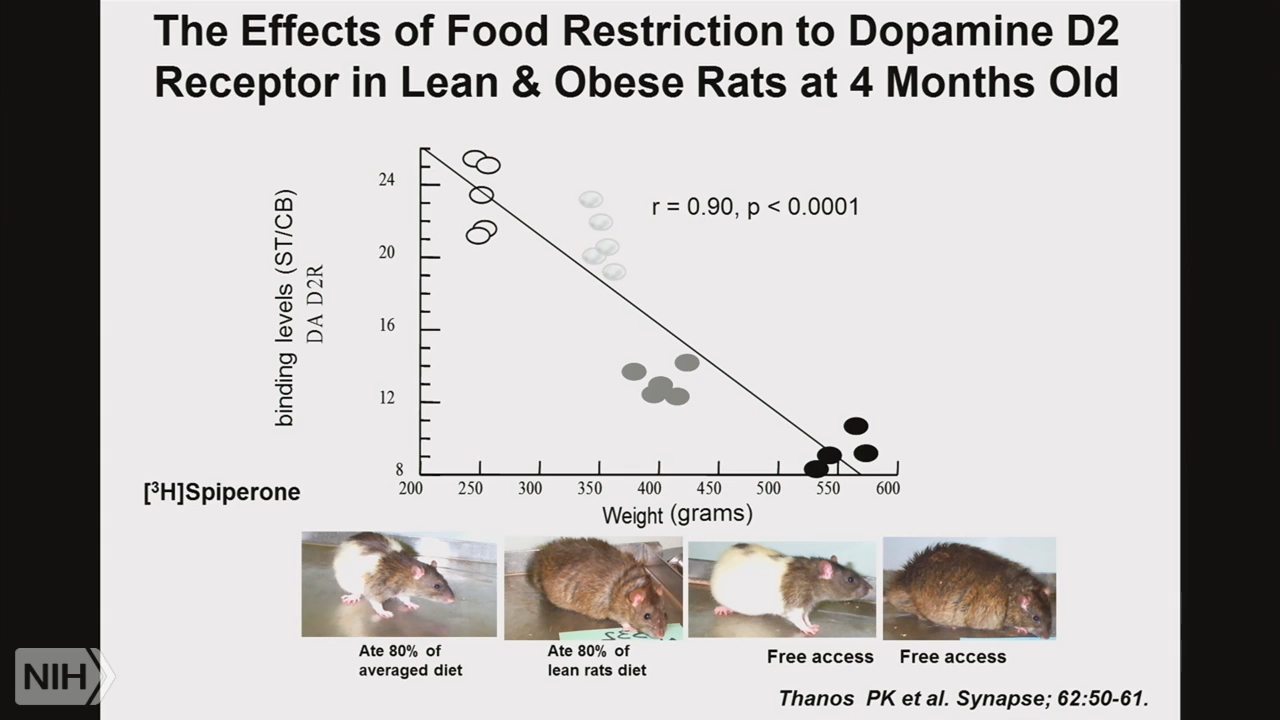 The Effects of Food Restriction to Dopamine D2
Receptor in Lean & Obese Rats at 4 Months Old
binding levels (ST/CB)
DA D2R
24
20
16
12
8
r = 0.90, p < 0.0001
200 250 300 350 400 450 500 550 600
[³H]Spiperone
Weight (grams)
Ate 80% of
averaged diet
Ate 80% of
lean rats diet
Free access
Free access
NIH
Thanos PK et al. Synapse; 62:50-61.